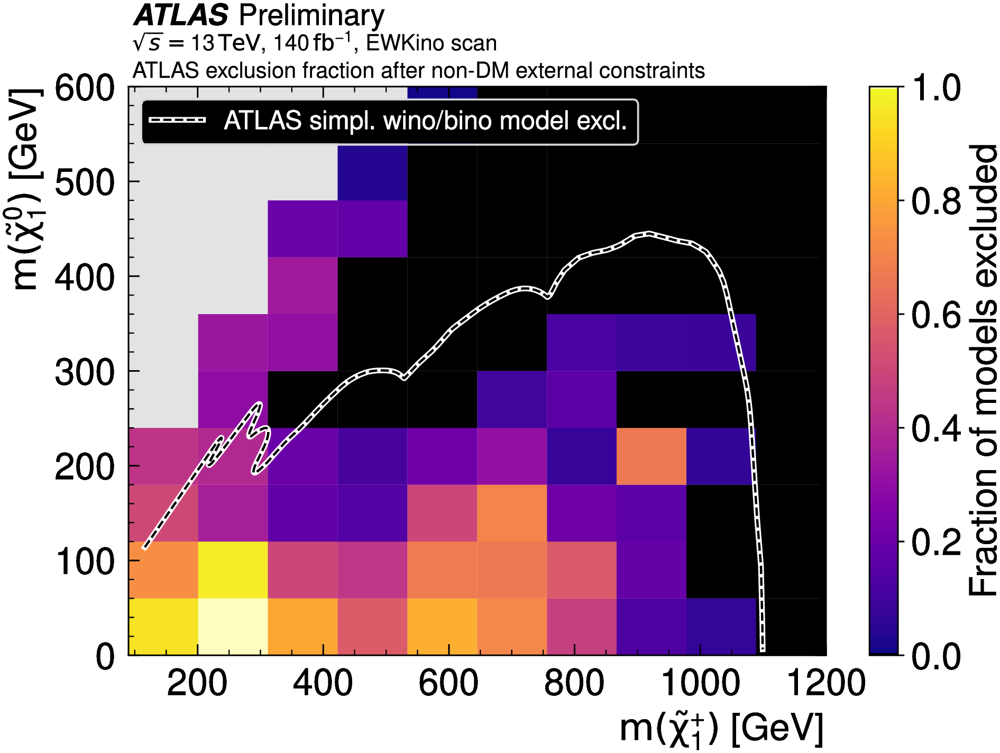 ATLAS Preliminary
√s = 13 TeV, 140 fb⁻¹, EWKino scan
ATLAS exclusion fraction after non-DM external constraints
ATLAS simpl. wino/bino model excl.
m(χ̃₁⁰) [GeV]
600
500
400
300
200
100
0
200 400 600 800 1000 1200
m(χ̃₁⁺) [GeV]
1.0
0.8
0.6
0.4
0.2
0.0
Fraction of models excluded